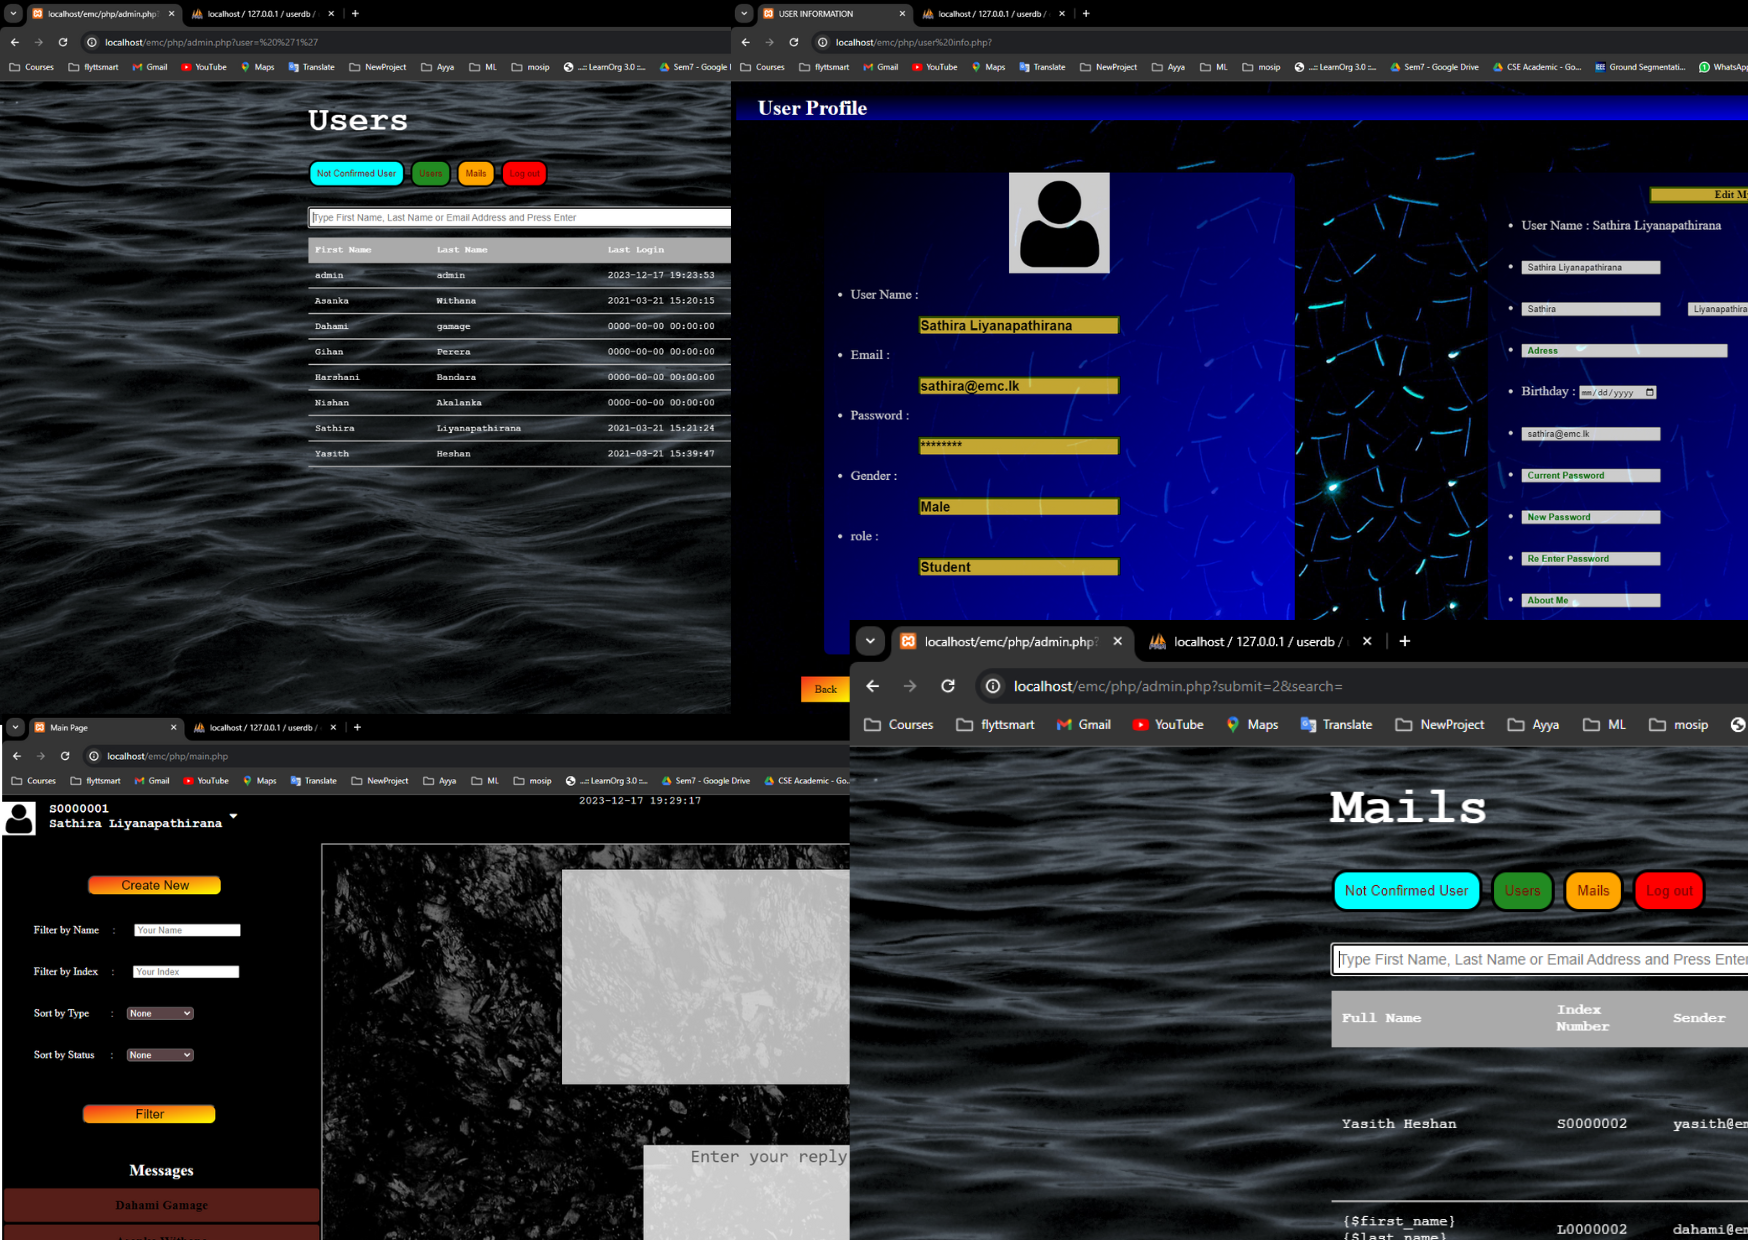 localhost/emc/php/admin.php?
localhost / 127.0.0.1 / userdb /
localhost/emc/php/admin.php?user=%20%271%27
Courses flyttsmart Gmail YouTube Maps Translate NewProject Ayya ML mosip ..:: LearnOrg 3.0 ::.. Sem7 - Google
Users
Not Confirmed User Users Mails Log out
Type First Name, Last Name or Email Address and Press Enter
First Name Last Name Last Login
admin admin 2023-12-17 19:23:53
Asanka Withana 2021-03-21 15:20:15
Dahami gamage 0000-00-00 00:00:00
Gihan Perera 0000-00-00 00:00:00
Harshani Bandara 0000-00-00 00:00:00
Nishan Akalanka 0000-00-00 00:00:00
Sathira Liyanapathirana 2021-03-21 15:21:24
Yasith Heshan 2021-03-21 15:39:47
USER INFORMATION
localhost / 127.0.0.1 / userdb /
localhost/emc/php/user%20info.php?
Courses flyttsmart Gmail YouTube Maps Translate NewProject Ayya ML mosip ..:: LearnOrg 3.0 ::.. Sem7 - Google Drive CSE Academic - Go... Ground Segmentati... WhatsApp
User Profile
User Name :
Sathira Liyanapathirana
Email :
sathira@emc.lk
Password :
********
Gender :
Male
role :
Student
Back
Edit My
User Name : Sathira Liyanapathirana
Sathira Liyanapathirana
Sathira Liyanapathira
Adress
Birthday : mm/dd/yyyy
sathira@emc.lk
Current Password
New Password
Re Enter Password
About Me
Main Page
localhost / 127.0.0.1 / userdb /
localhost/emc/php/main.php
Courses flyttsmart Gmail YouTube Maps Translate NewProject Ayya ML mosip ..:: LearnOrg 3.0 ::.. Sem7 - Google Drive CSE Academic - Go...
S0000001
Sathira Liyanapathirana
2023-12-17 19:29:17
Create New
Filter by Name : Your Name
Filter by Index : Your Index
Sort by Type : None
Sort by Status : None
Filter
Messages
Dahami Gamage
Asanka Withana
Enter your reply
localhost/emc/php/admin.php?
localhost / 127.0.0.1 / userdb /
localhost/emc/php/admin.php?submit=2&search=
Courses flyttsmart Gmail YouTube Maps Translate NewProject Ayya ML mosip
Mails
Not Confirmed User Users Mails Log out
Type First Name, Last Name or Email Address and Press Enter
Full Name Index Number Sender
Yasith Heshan S0000002 yasith@em
{$first_name}
{$last_name} L0000002 dahami@em